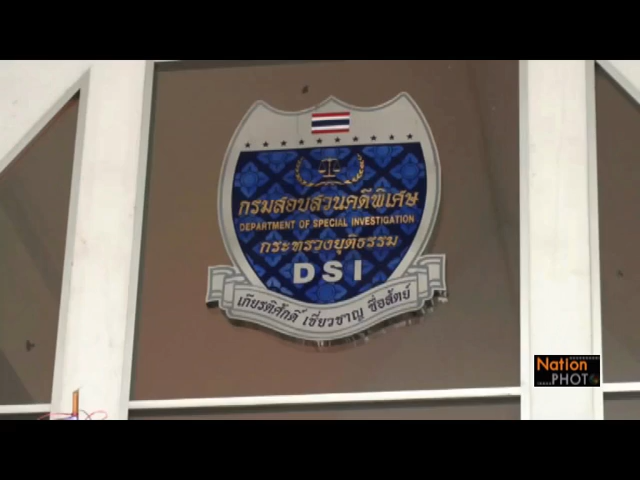 กรมสอบสวนคดีพิเศษ
DEPARTMENT OF SPECIAL INVESTIGATION
กระทรวงยุติธรรม
DSI
เกียรติศักดิ์ เชี่ยวชาญ ซื่อสัตย์
Nation
PHOTO